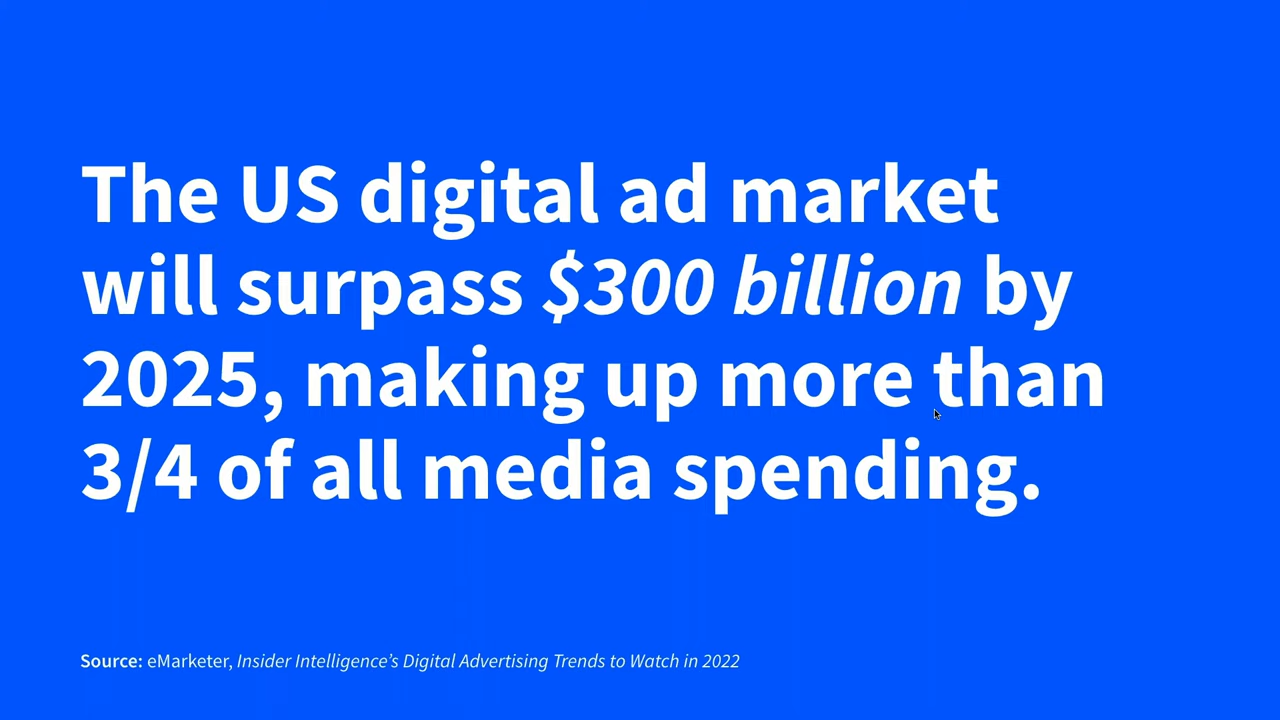 The US digital ad market
will surpass $300 billion by
2025, making up more than
3/4 of all media spending.
Source: eMarketer, Insider Intelligence’s Digital Advertising Trends to Watch in 2022